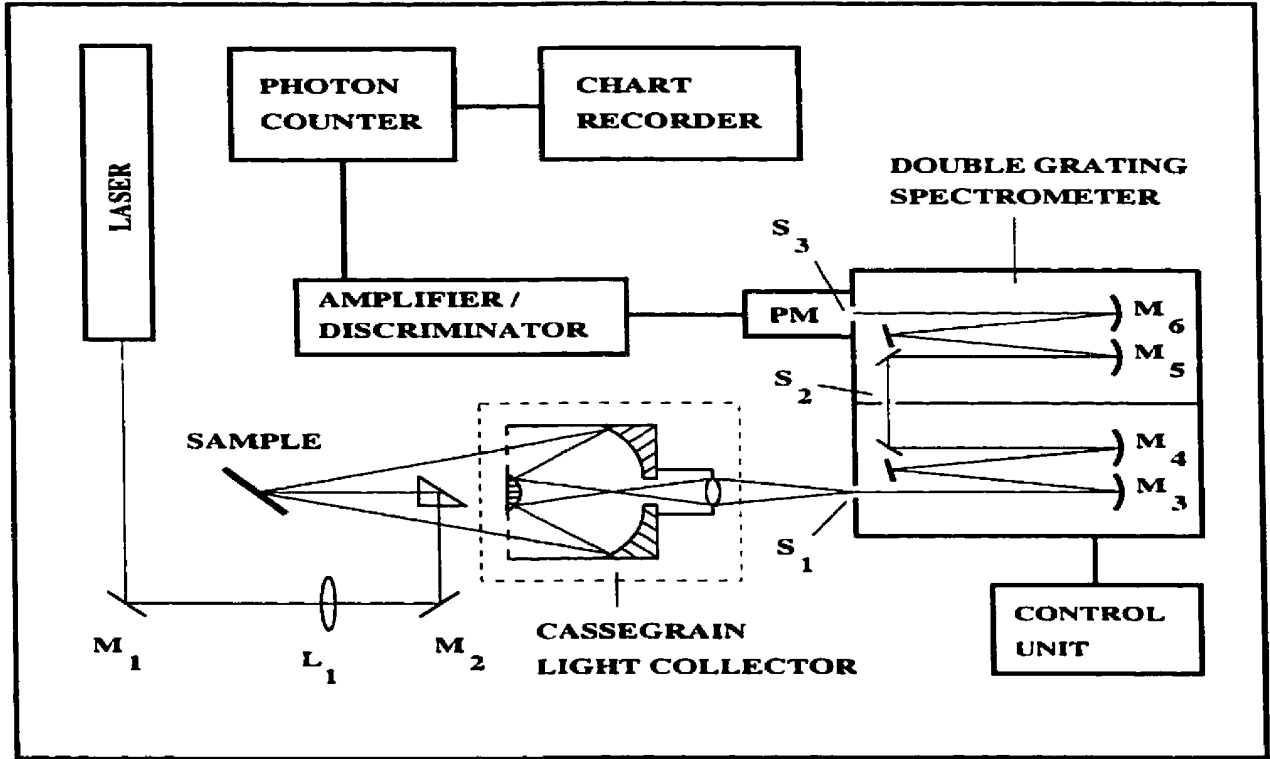 LASER
PHOTON
COUNTER
CHART
RECORDER
DOUBLE GRATING
SPECTROMETER
S3
AMPLIFIER /
DISCRIMINATOR
PM
M6
M5
S2
SAMPLE
M4
M3
S1
M1
L1
M2
CASSEGRAIN
LIGHT COLLECTOR
CONTROL
UNIT